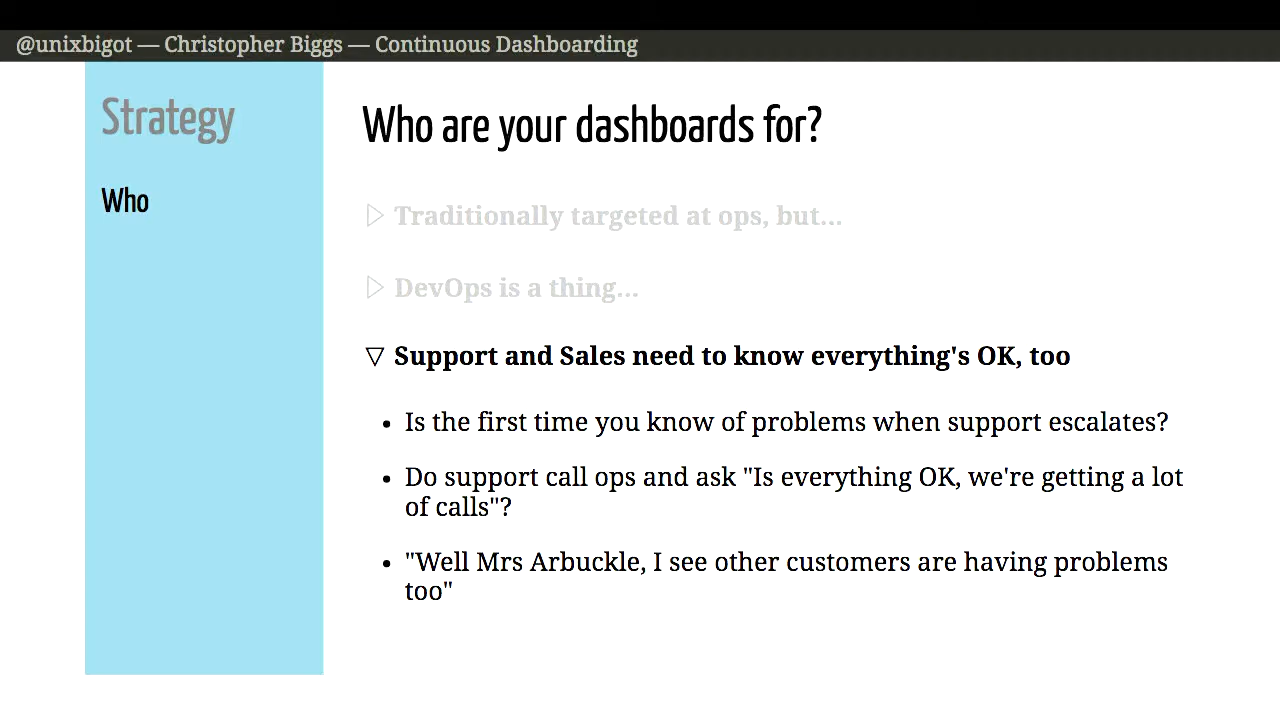 @unixbigot — Christopher Biggs — Continuous Dashboarding
Strategy
Who
Who are your dashboards for?
▷ Traditionally targeted at ops, but...
▷ DevOps is a thing...
▽ Support and Sales need to know everything's OK, too
• Is the first time you know of problems when support escalates?
• Do support call ops and ask "Is everything OK, we're getting a lot
of calls"?
• "Well Mrs Arbuckle, I see other customers are having problems
too"